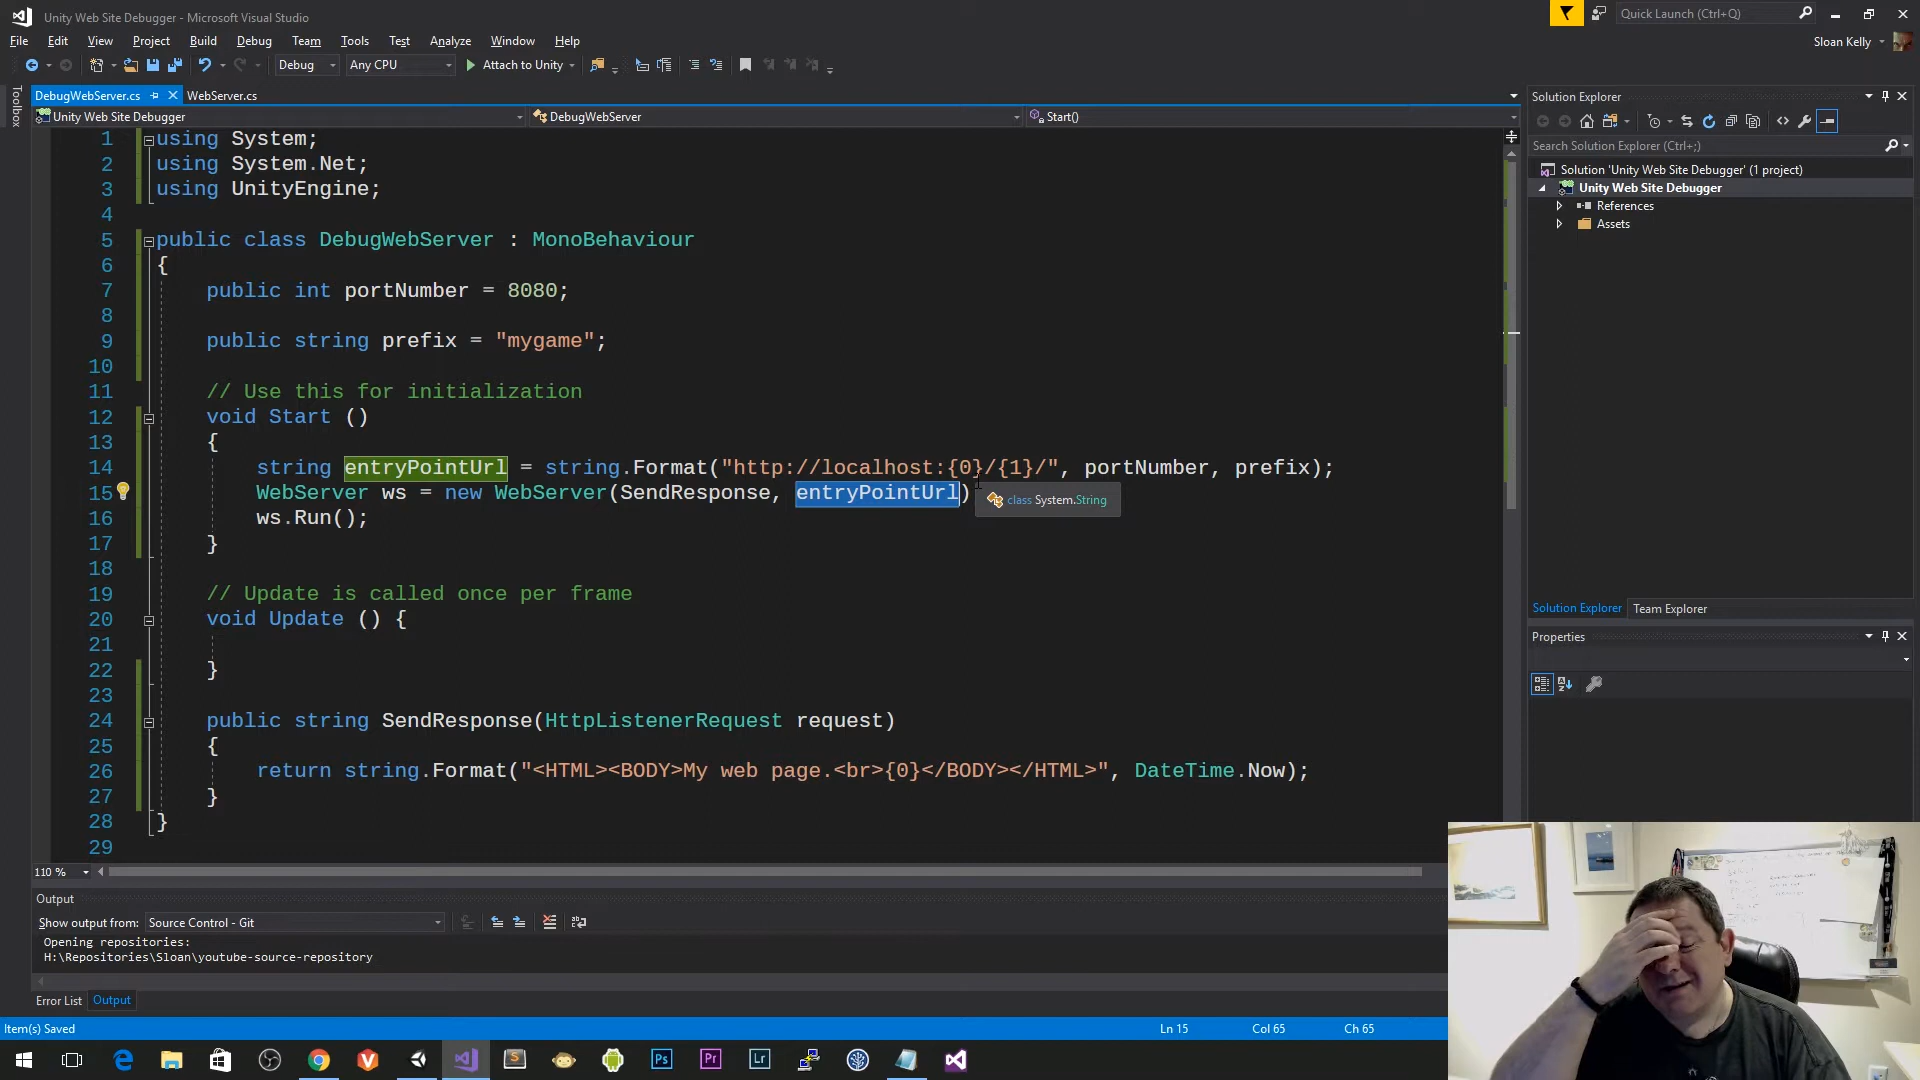 Unity Web Site Debugger - Microsoft Visual Studio
Quick Launch (Ctrl+Q)
File Edit View Project Build Debug Team Tools Test Analyze Window Help
Sloan Kelly
Debug Any CPU Attach to Unity
Toolbox
DebugWebServer.cs WebServer.cs
Unity Web Site Debugger DebugWebServer Start()
1 using System;
2 using System.Net;
3 using UnityEngine;
4
5 public class DebugWebServer : MonoBehaviour
6 {
7 public int portNumber = 8080;
8
9 public string prefix = "mygame";
10
11 // Use this for initialization
12 void Start ()
13 {
14 string entryPointUrl = string.Format("http://localhost:{0}/{1}/", portNumber, prefix);
15 WebServer ws = new WebServer(SendResponse, entryPointUrl)
class System.String
16 ws.Run();
17 }
18
19 // Update is called once per frame
20 void Update () {
21
22 }
23
24 public string SendResponse(HttpListenerRequest request)
25 {
26 return string.Format("<HTML><BODY>My web page.<br>{0}</BODY></HTML>", DateTime.Now);
27 }
28 }
29
110 %
Output
Show output from: Source Control - Git
Opening repositories:
H:\Repositories\Sloan\youtube-source-repository
Error List Output
Item(s) Saved Ln 15 Col 65 Ch 65
Solution Explorer
Search Solution Explorer (Ctrl+;)
Solution 'Unity Web Site Debugger' (1 project)
Unity Web Site Debugger
References
Assets
Solution Explorer Team Explorer
Properties
Ps Pr Lr